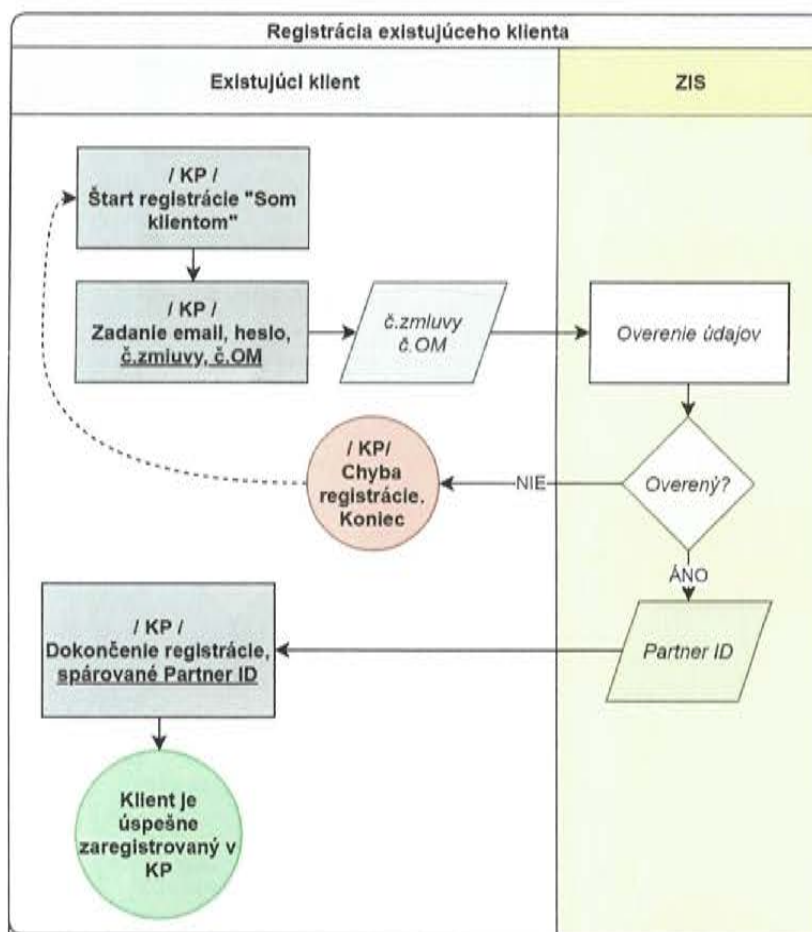 Registrácia existujúceho klienta
Existujúci klient
ZIS
/ KP /
Štart registrácie "Som
klientom"
/ KP /
Zadanie email, heslo,
č.zmluvy, č.OM
č.zmluvy
č.OM
Overenie údajov
/ KP/
Chyba
registrácie.
Koniec
NIE
Overený?
ÁNO
/ KP /
Dokončenie registrácie,
spárované Partner ID
Partner ID
Klient je
úspešne
zaregistrovaný v
KP